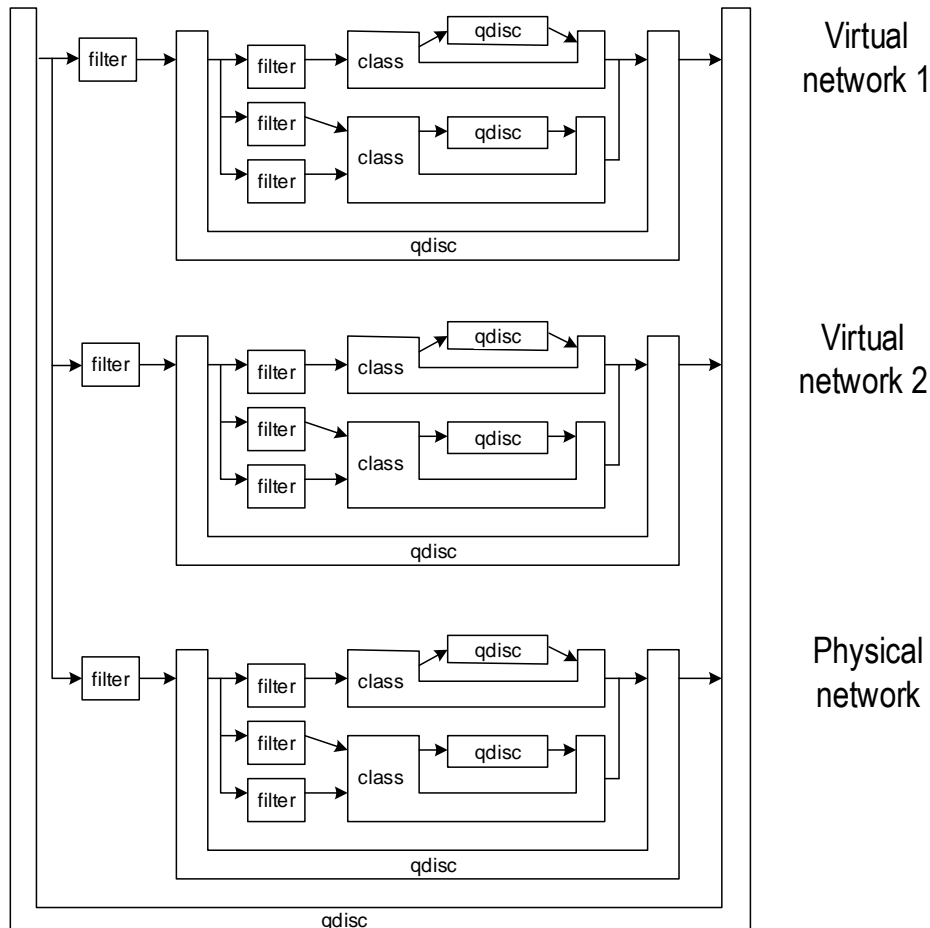 qdisc
Virtual
network 1
filter
filter
class
filter
qdisc
class
filter
qdisc
qdisc
Virtual
network 2
filter
filter
class
filter
qdisc
class
filter
qdisc
qdisc
Physical
network
filter
filter
class
filter
qdisc
class
filter
qdisc
qdisc